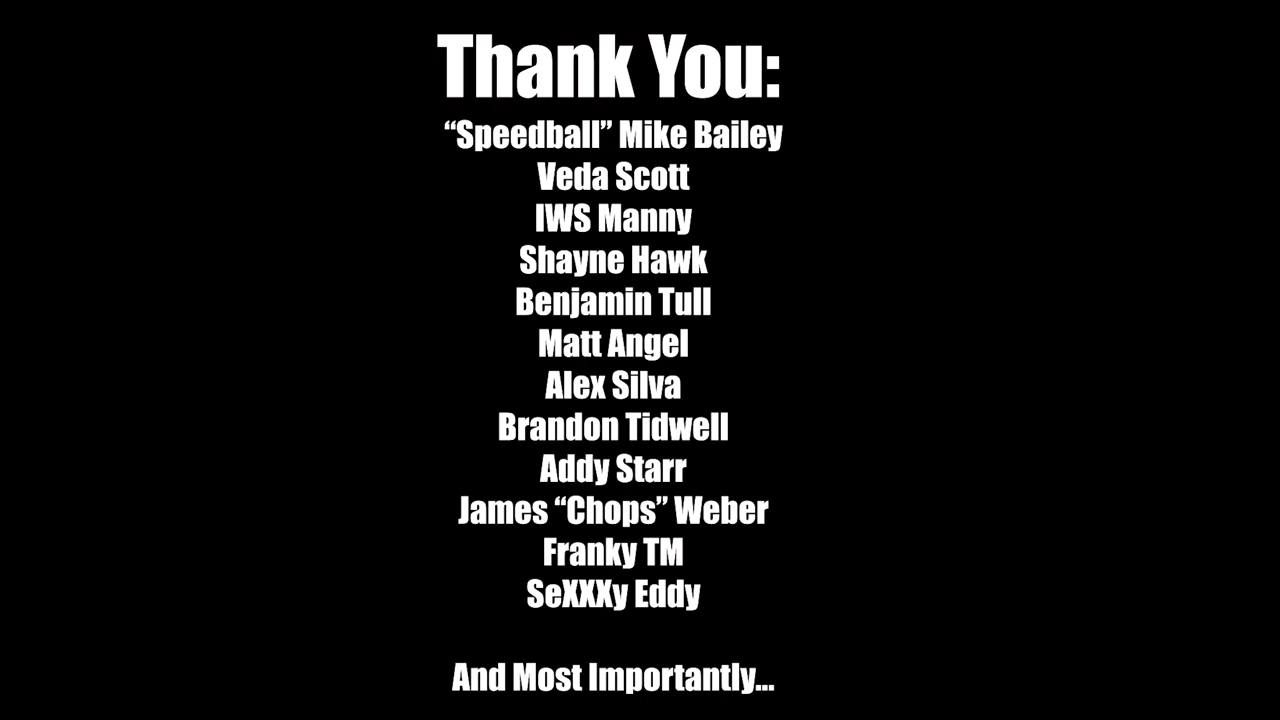 Thank You:
“Speedball” Mike Bailey
Veda Scott
IWS Manny
Shayne Hawk
Benjamin Tull
Matt Angel
Alex Silva
Brandon Tidwell
Addy Starr
James “Chops” Weber
Franky TM
SeXXXy Eddy
And Most Importantly...